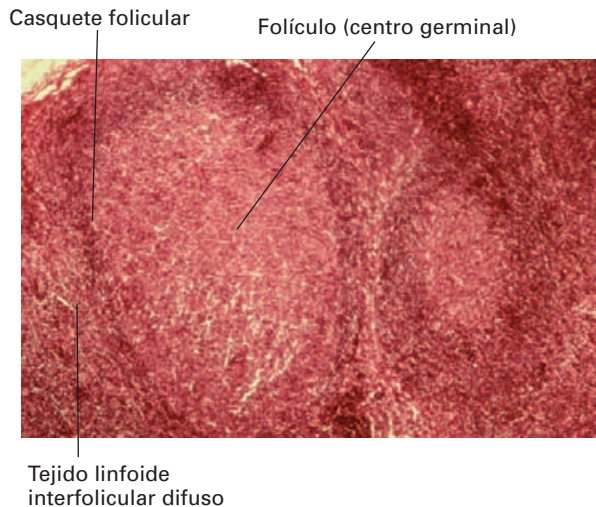 Casquete folicular
Folículo (centro germinal)
Tejido linfoide
interfolicular difuso